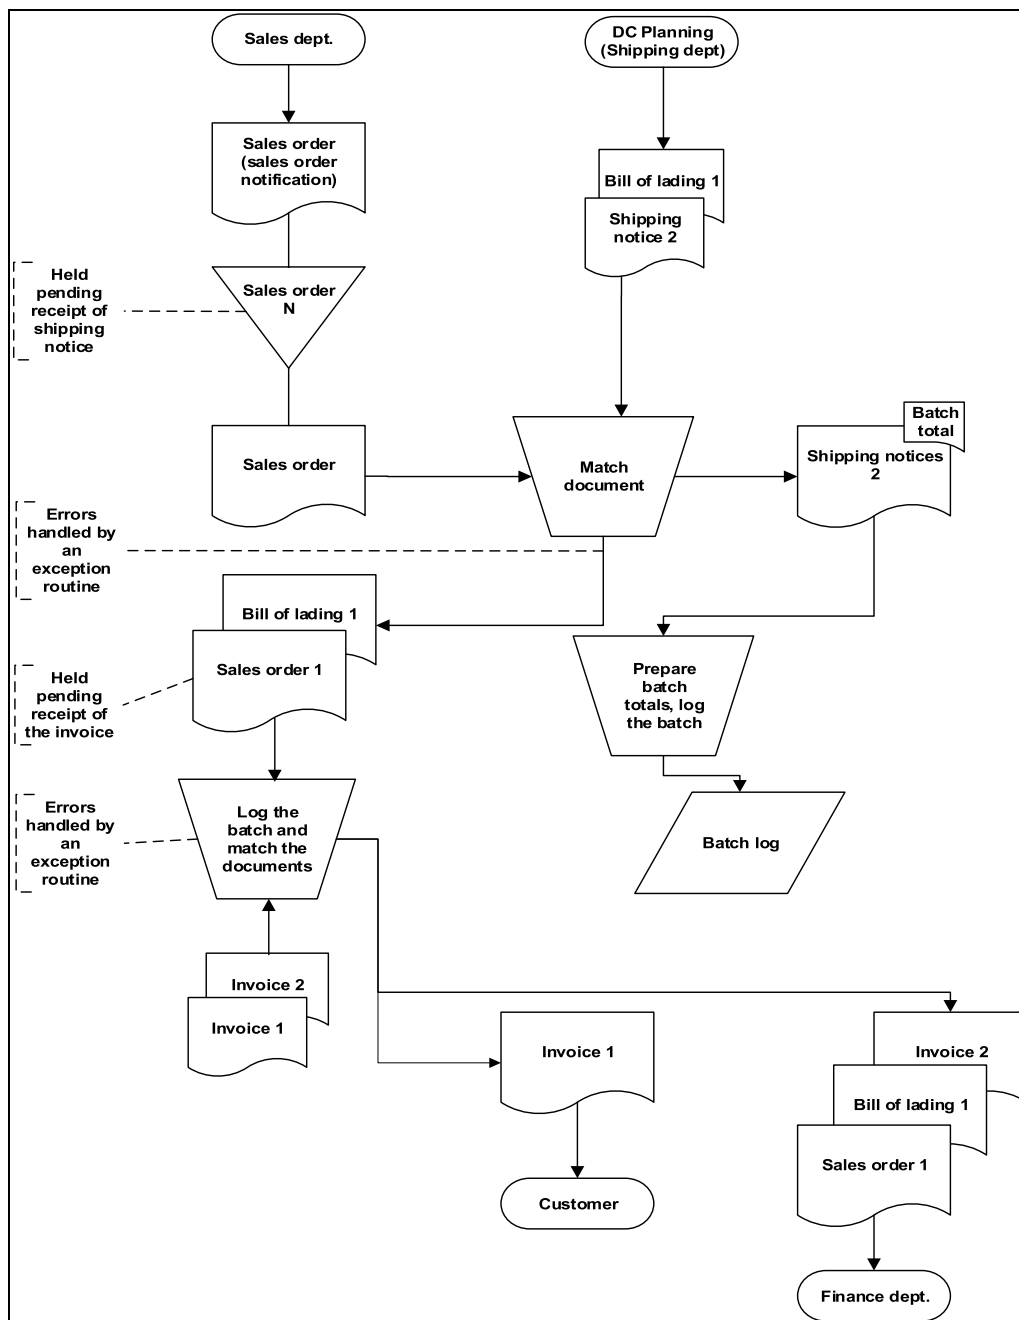 Sales dept.
DC Planning
(Shipping dept)
Sales order
(sales order
notification)
Bill of lading 1
Shipping
notice 2
Held
pending
receipt of
shipping
notice
Sales order
N
Sales order
Match
document
Batch
total
Shipping notices
2
Errors
handled by
an
exception
routine
Bill of lading 1
Sales order 1
Held
pending
receipt of
the invoice
Prepare
batch
totals, log
the batch
Errors
handled by
an
exception
routine
Log the
batch and
match the
documents
Batch log
Invoice 2
Invoice 1
Invoice 1
Invoice 2
Bill of lading 1
Sales order 1
Customer
Finance dept.